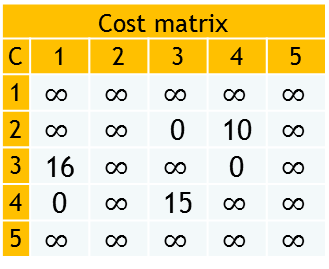 Cost matrix
C 1 2 3 4 5
1 ∞ ∞ ∞ ∞ ∞
2 ∞ ∞ 0 10 ∞
3 16 ∞ ∞ 0 ∞
4 0 ∞ 15 ∞ ∞
5 ∞ ∞ ∞ ∞ ∞